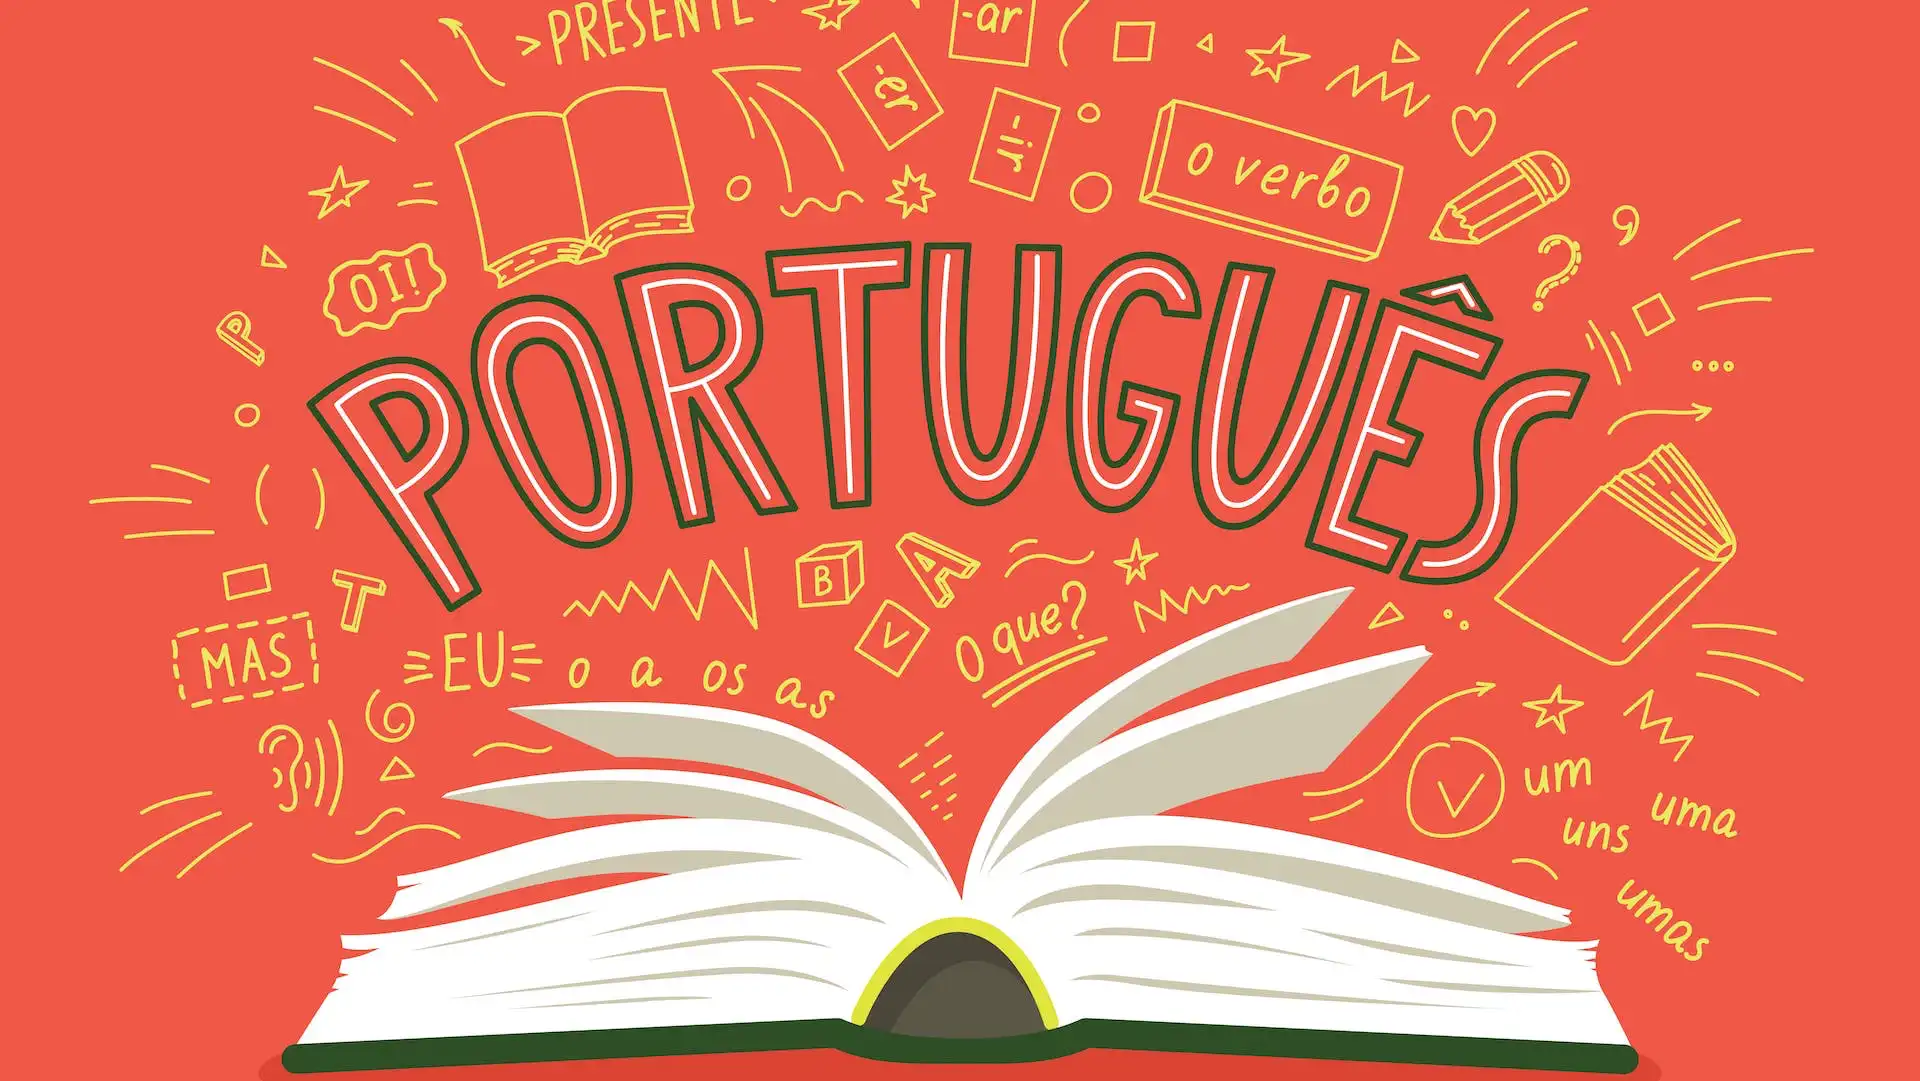 >PRESENTE
-ar
-er
-ir
o verbo
OI!
?
,
P
PORTUGUÊS
T
B
A
V
MAS
EU
o a os as
O que?
um
uma
uns
umas